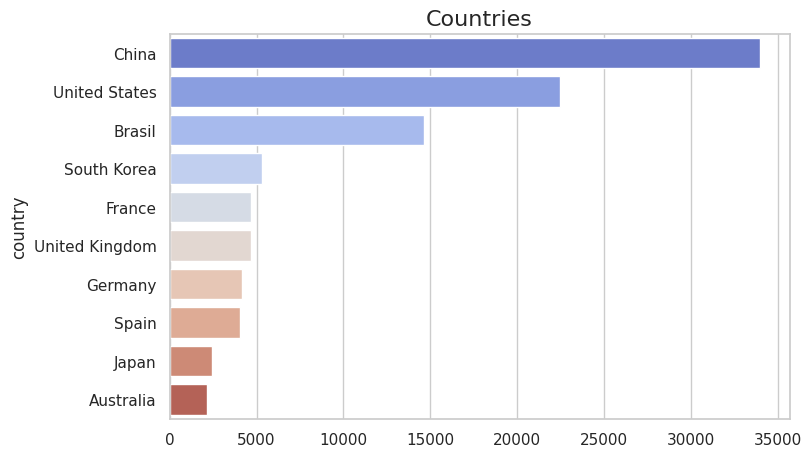 Countries
country
China
United States
Brasil
South Korea
France
United Kingdom
Germany
Spain
Japan
Australia
0 5000 10000 15000 20000 25000 30000 35000